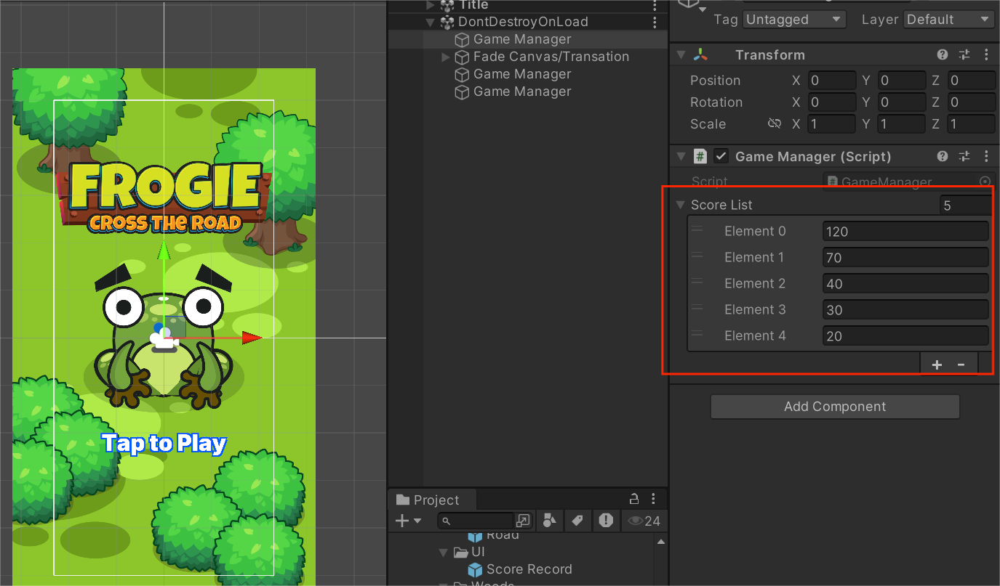 FROGIE
CROSS THE ROAD
Tap to Play
Title
DontDestroyOnLoad
Game Manager
Fade Canvas/Transation
Game Manager
Game Manager
Project
24
Road
UI
Score Record
Woods
Tag Untagged Layer Default
Transform
Position X 0 Y 0 Z 0
Rotation X 0 Y 0 Z 0
Scale X 1 Y 1 Z 1
# Game Manager (Script)
Script # GameManager
Score List 5
Element 0 120
Element 1 70
Element 2 40
Element 3 30
Element 4 20
+ -
Add Component